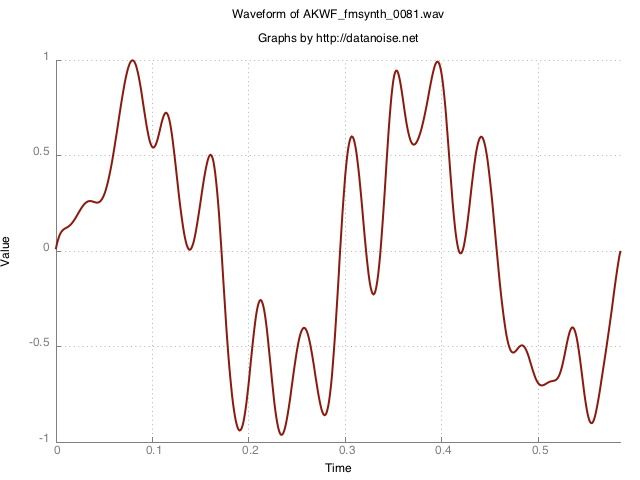 Waveform of AKWF_fmsynth_0081.wav
Graphs by http://datanoise.net
1
0.5
0
-0.5
-1
Value
0 0.1 0.2 0.3 0.4 0.5
Time